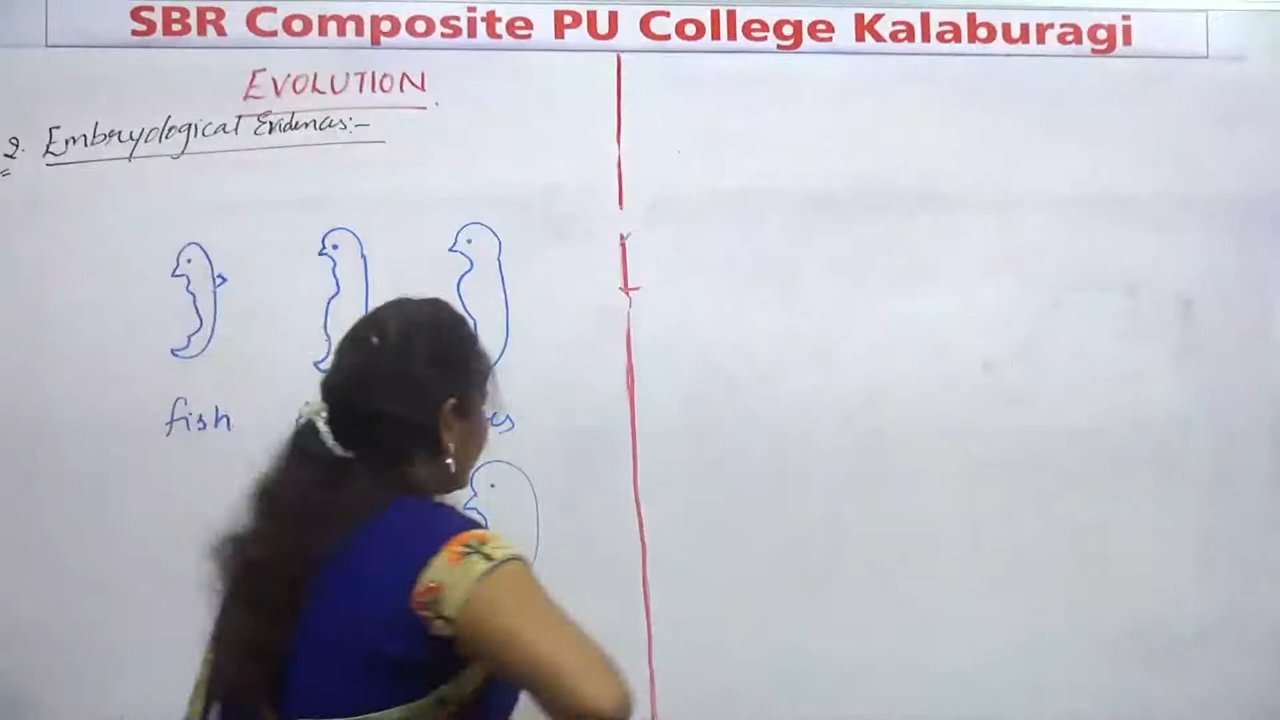 SBR Composite PU College Kalaburagi
EVOLUTION
2. Embryological Evidences:-
fish